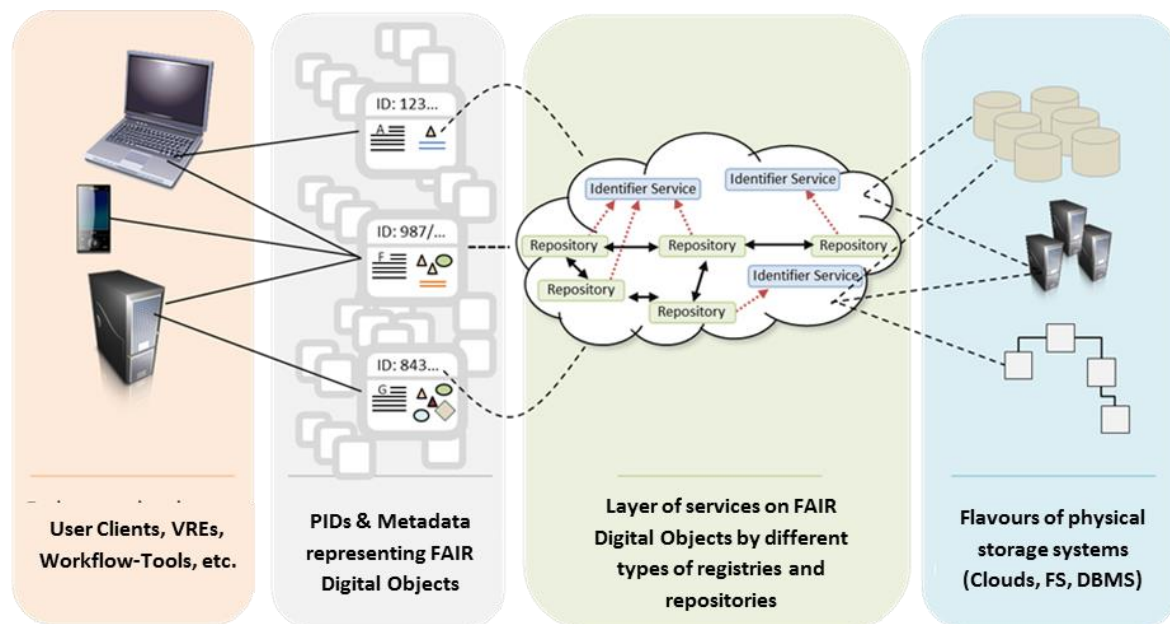 ID: 123...
A
ID: 987/...
F
ID: 843...
G
Identifier Service
Identifier Service
Repository
Repository
Repository
Identifier Service
Repository
Repository
User Clients, VREs,
Workflow-Tools, etc.
PIDs & Metadata
representing FAIR
Digital Objects
Layer of services on FAIR
Digital Objects by different
types of registries and
repositories
Flavours of physical
storage systems
(Clouds, FS, DBMS)